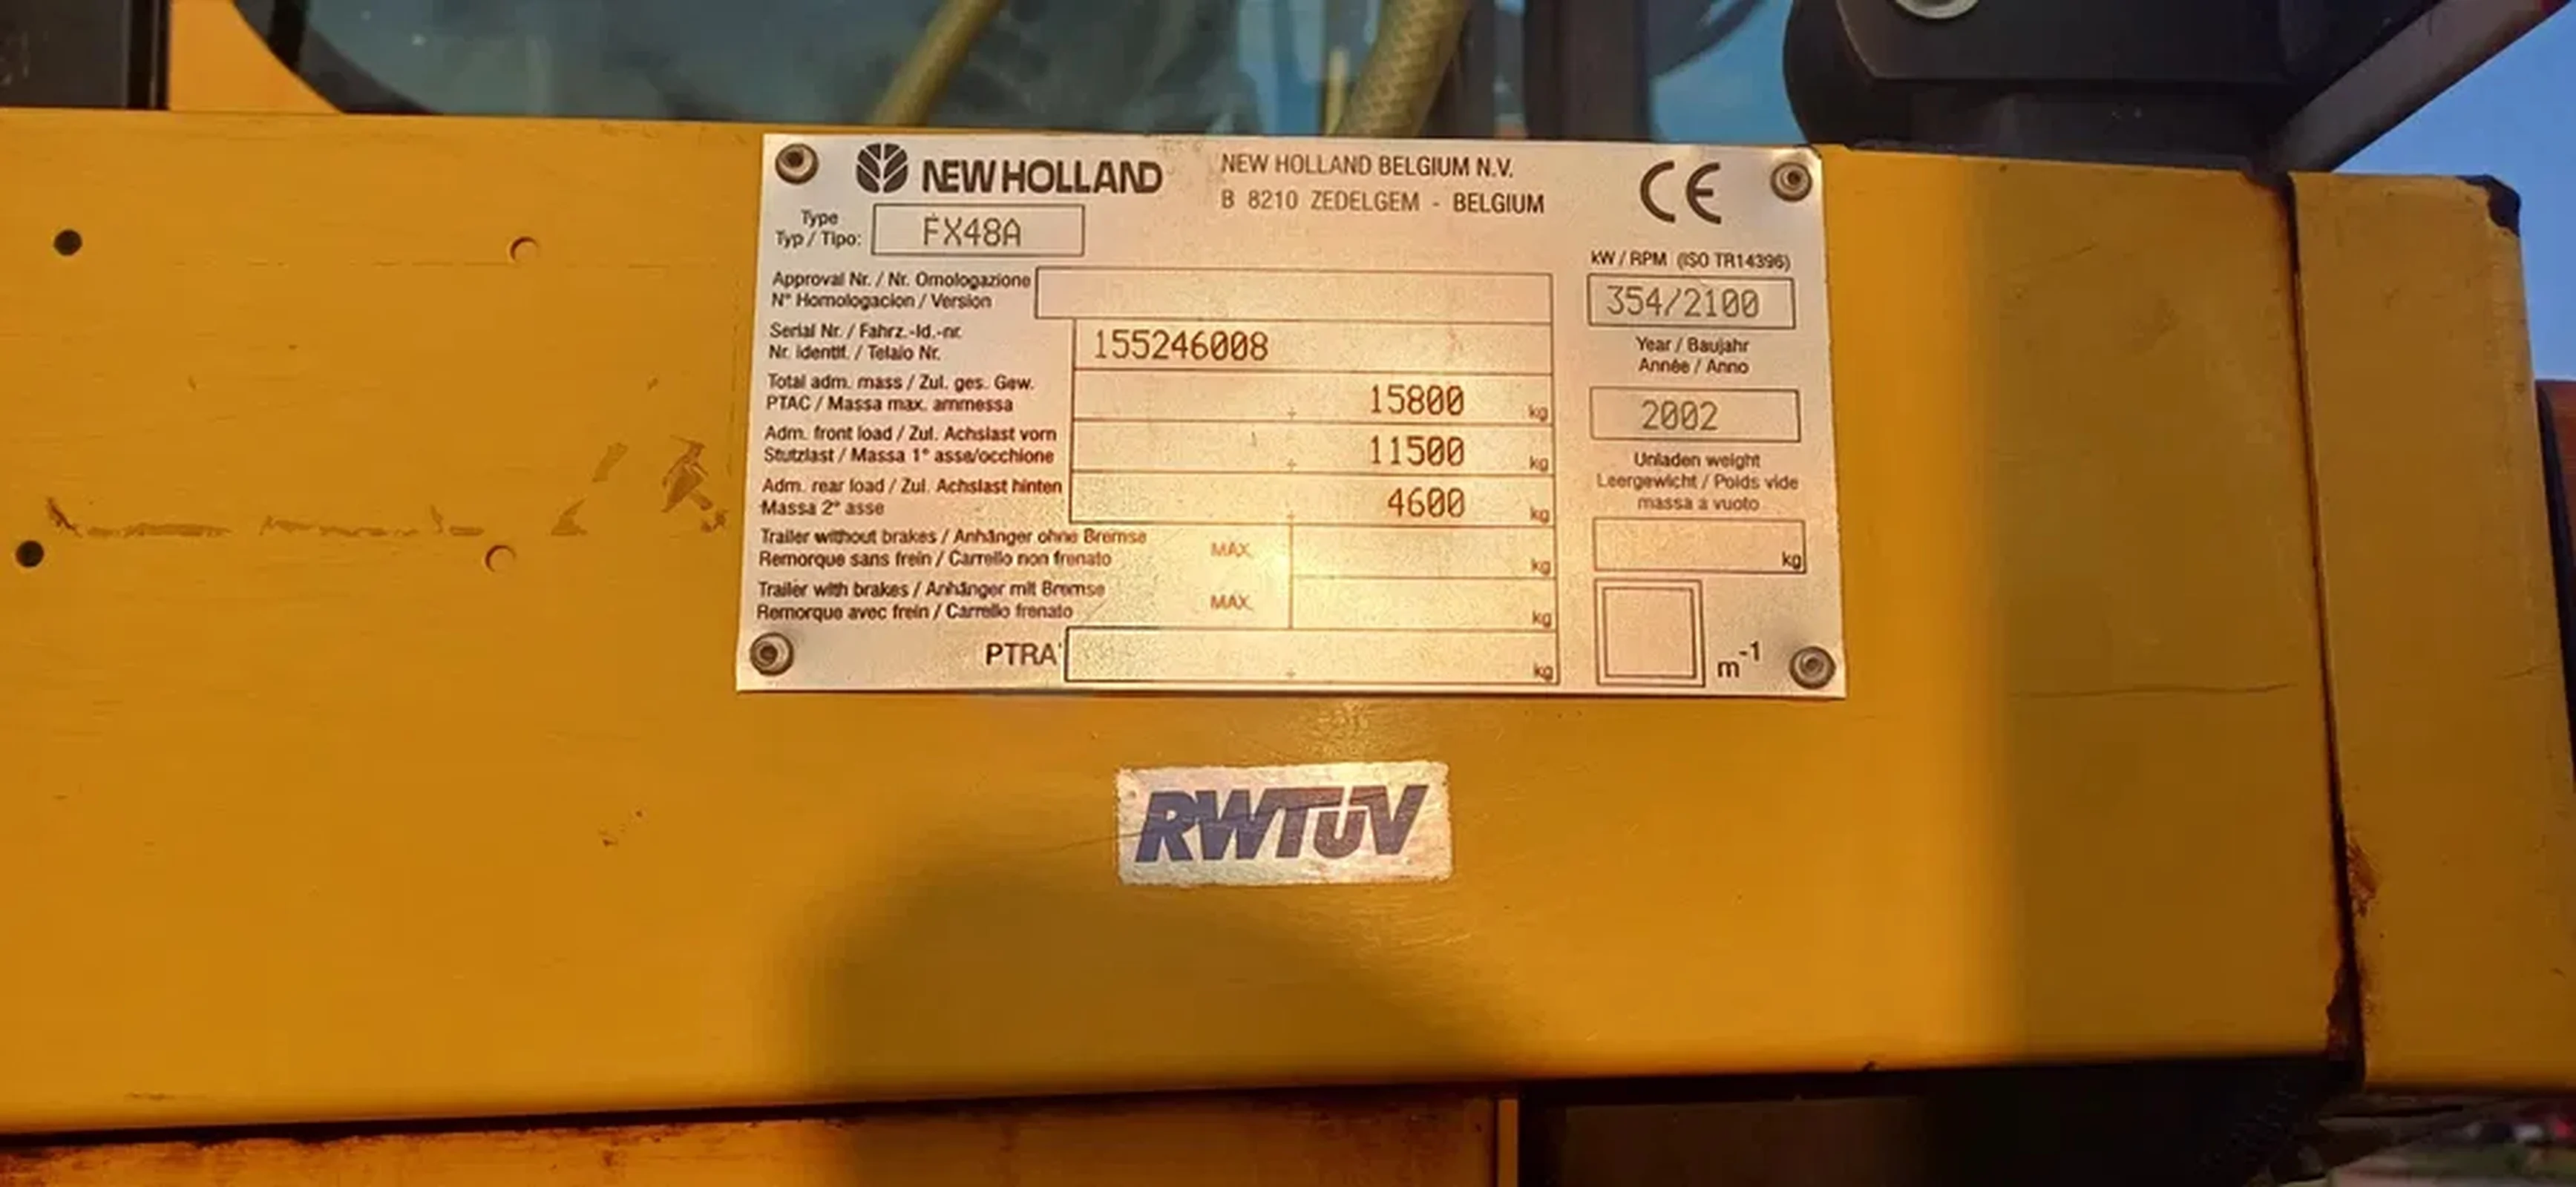 NEW HOLLAND
NEW HOLLAND BELGIUM N.V.
B 8210 ZEDELGEM - BELGIUM
CE
Type
Typ / Tipo:
FX48A
kW / RPM (ISO TR14396)
354/2100
Approval Nr. / Nr. Omologazione
N° Homologacion / Version
Serial Nr. / Fahrz.-Id.-nr.
Nr. Identif. / Telaio Nr.
155246008
Year / Baujahr
Année / Anno
2002
Total adm. mass / Zul. ges. Gew.
PTAC / Massa max. ammessa
15800 kg
Adm. front load / Zul. Achslast vorn
Stutzlast / Massa 1° asse/occhione
11500 kg
Unladen weight
Leergewicht / Poids vide
massa a vuoto
kg
Adm. rear load / Zul. Achslast hinten
Massa 2° asse
4600 kg
Trailer without brakes / Anhänger ohne Bremse
Remorque sans frein / Carrello non frenato
MAX. kg
Trailer with brakes / Anhänger mit Bremse
Remorque avec frein / Carrello frenato
MAX. kg
PTRA kg
m-1
RWTÜV